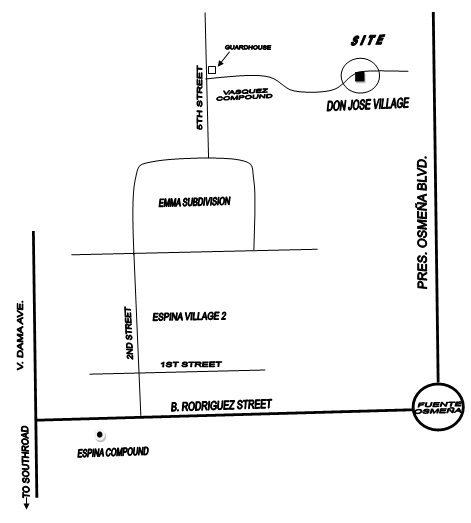 SITE
GUARDHOUSE
5TH STREET
VASQUEZ
COMPOUND
DON JOSE VILLAGE
PRES. OSMEÑA BLVD.
EMMA SUBDIVISION
V. DAMA AVE.
2ND STREET
ESPINA VILLAGE 2
1ST STREET
B. RODRIGUEZ STREET
FUENTE
OSMEÑA
←TO SOUTHROAD
ESPINA COMPOUND